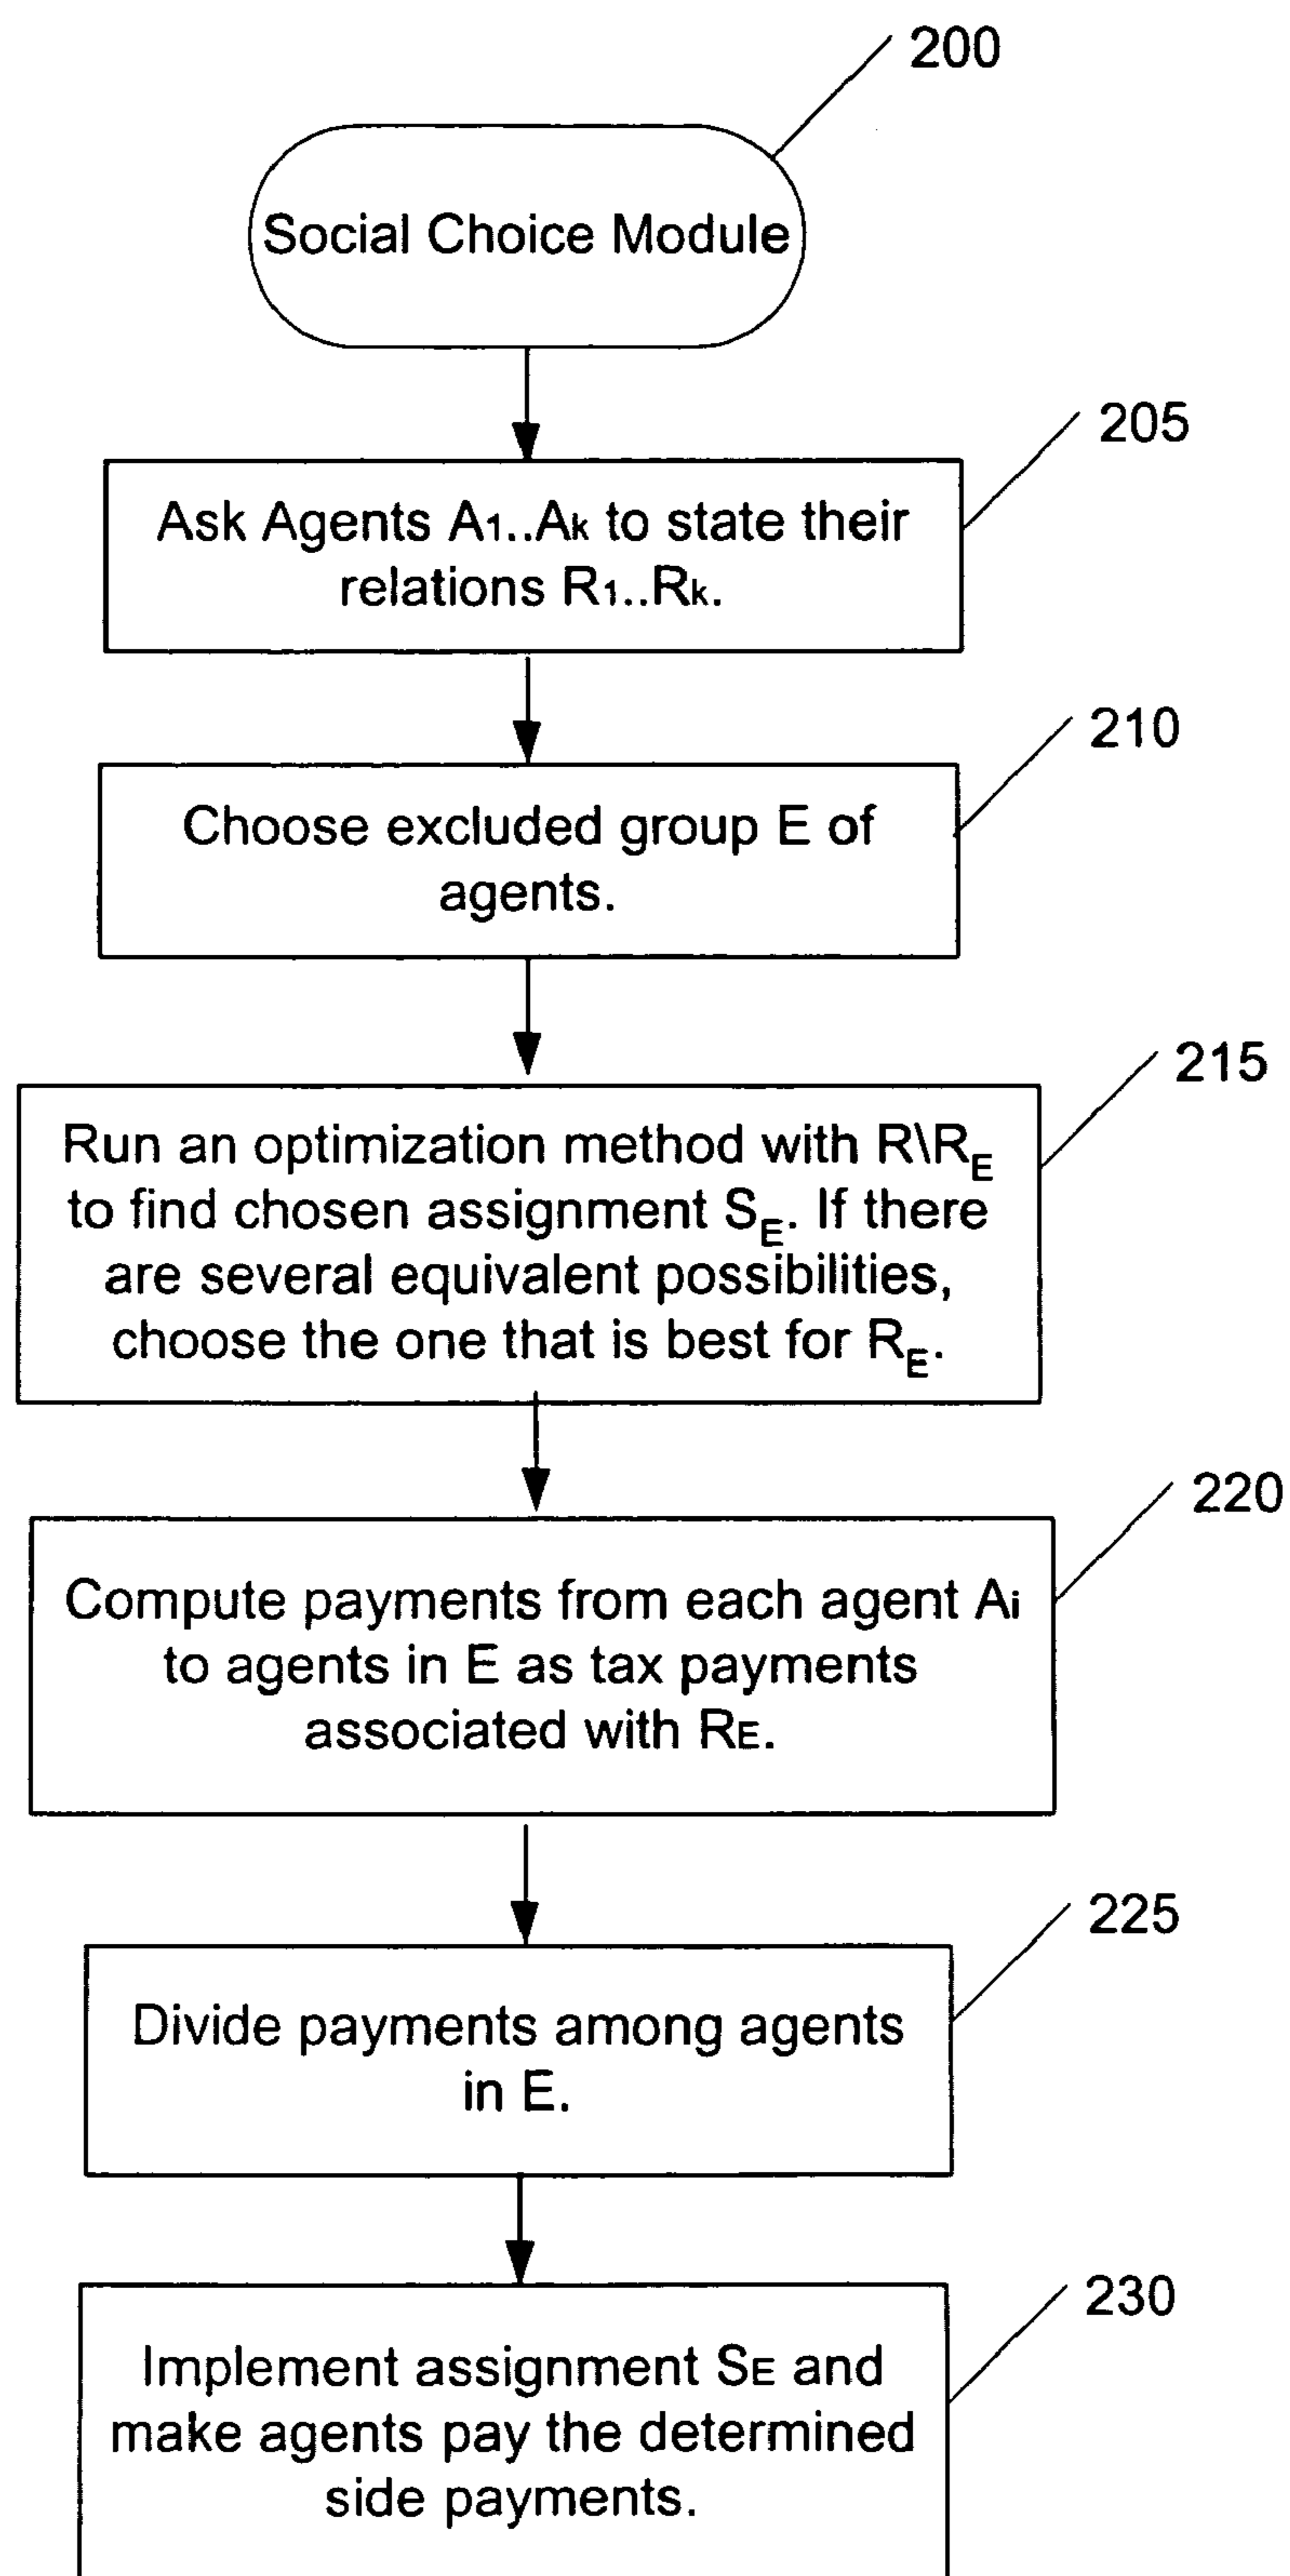 200
Social Choice Module
205
Ask Agents A1..Ak to state their
relations R1..Rk.
210
Choose excluded group E of
agents.
215
Run an optimization method with R\RE
to find chosen assignment SE. If there
are several equivalent possibilities,
choose the one that is best for RE.
220
Compute payments from each agent Ai
to agents in E as tax payments
associated with RE.
225
Divide payments among agents
in E.
230
Implement assignment SE and
make agents pay the determined
side payments.